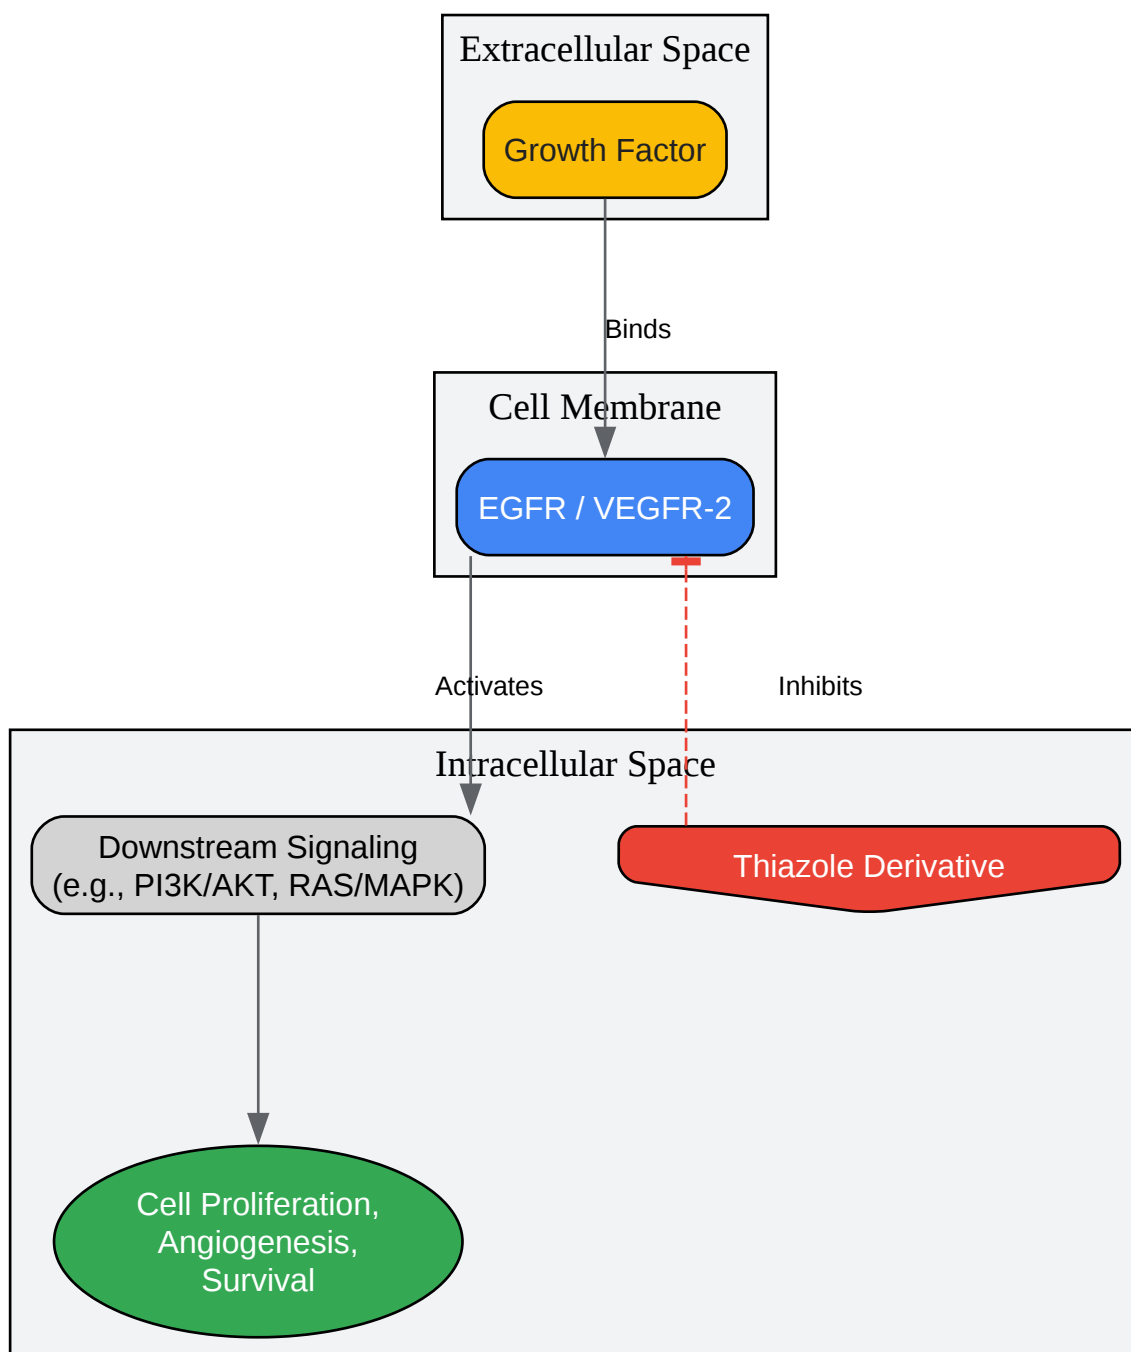 Extracellular Space
Growth Factor
Binds
Cell Membrane
EGFR / VEGFR-2
Activates
Inhibits
Intracellular Space
Downstream Signaling
(e.g., PI3K/AKT, RAS/MAPK)
Thiazole Derivative
Cell Proliferation,
Angiogenesis,
Survival